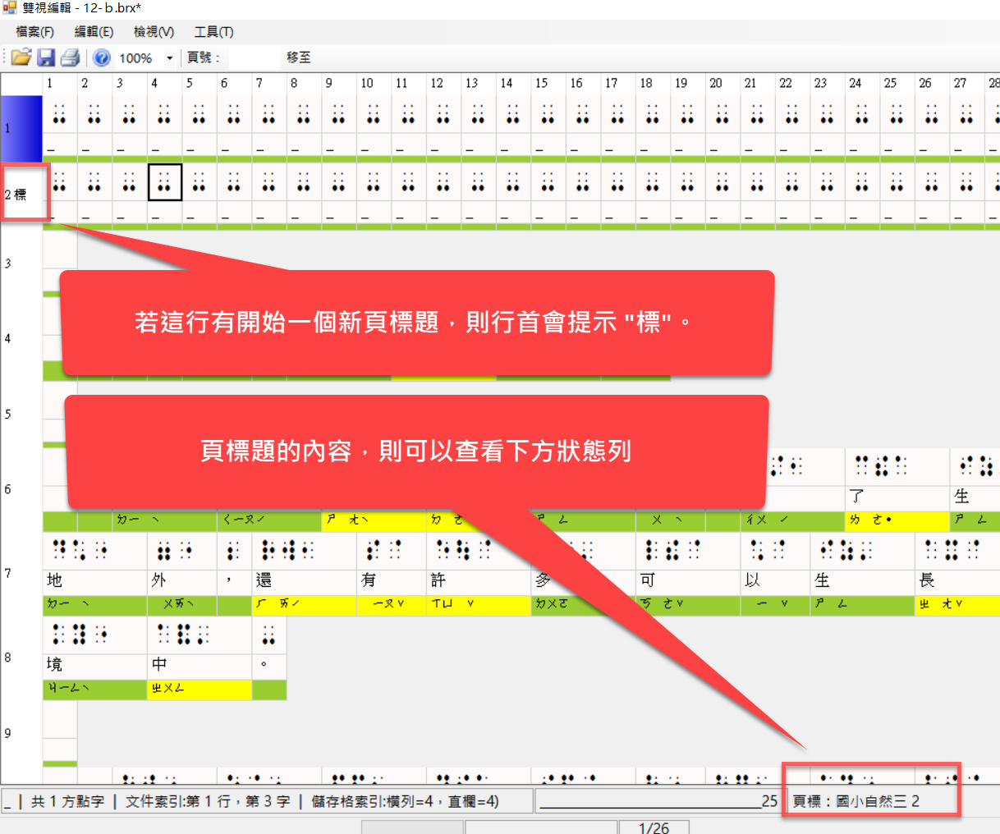 雙視編輯 - 12-b.brx*
檔案(F) 編輯(E) 檢視(V) 工具(T)
100% 頁號： 移至
1 2 3 4 5 6 7 8 9 10 11 12 13 14 15 16 17 18 19 20 21 22 23 24 25 26 27 28
1
_ _ _ _ _ _ _ _ _ _ _ _ _ _ _ _ _ _ _ _ _ _ _ _ _ _ _ _
2 標
_ _ _ _ _ _ _ _ _ _ _ _ _ _ _ _ _ _ _ _ _ _ _ _ _ _ _ _
3
若這行有開始一個新頁標題，則行首會提示 "標"。
4
5
頁標題的內容，則可以查看下方狀態列
6
了 生
ㄉㄧ ˋ ㄑㄧㄡˊ ㄕ ㄤˋ ㄕ ㄥ ㄨ ˋ ㄔㄨ ˊ ㄌ ㄜ˙ ㄕ ㄥ
7
地 外 ， 還 有 許 多 可 以 生 長
ㄉㄧ ˋ ㄨㄞˋ ㄏ ㄞˊ ㄧㄡˇ ㄒㄩ ˇ ㄉㄨㄛ ㄎ ㄜˇ ㄧ ˇ ㄕ ㄥ ㄓ ㄤˇ
8
境 中 。
ㄐㄧㄥˋ ㄓㄨㄥ
9
_ | 共 1 方點字 | 文件索引:第 1 行，第 3 字 | 儲存格索引:橫列=4，直欄=4) ____________________________25 頁標：國小自然三 2
1/26